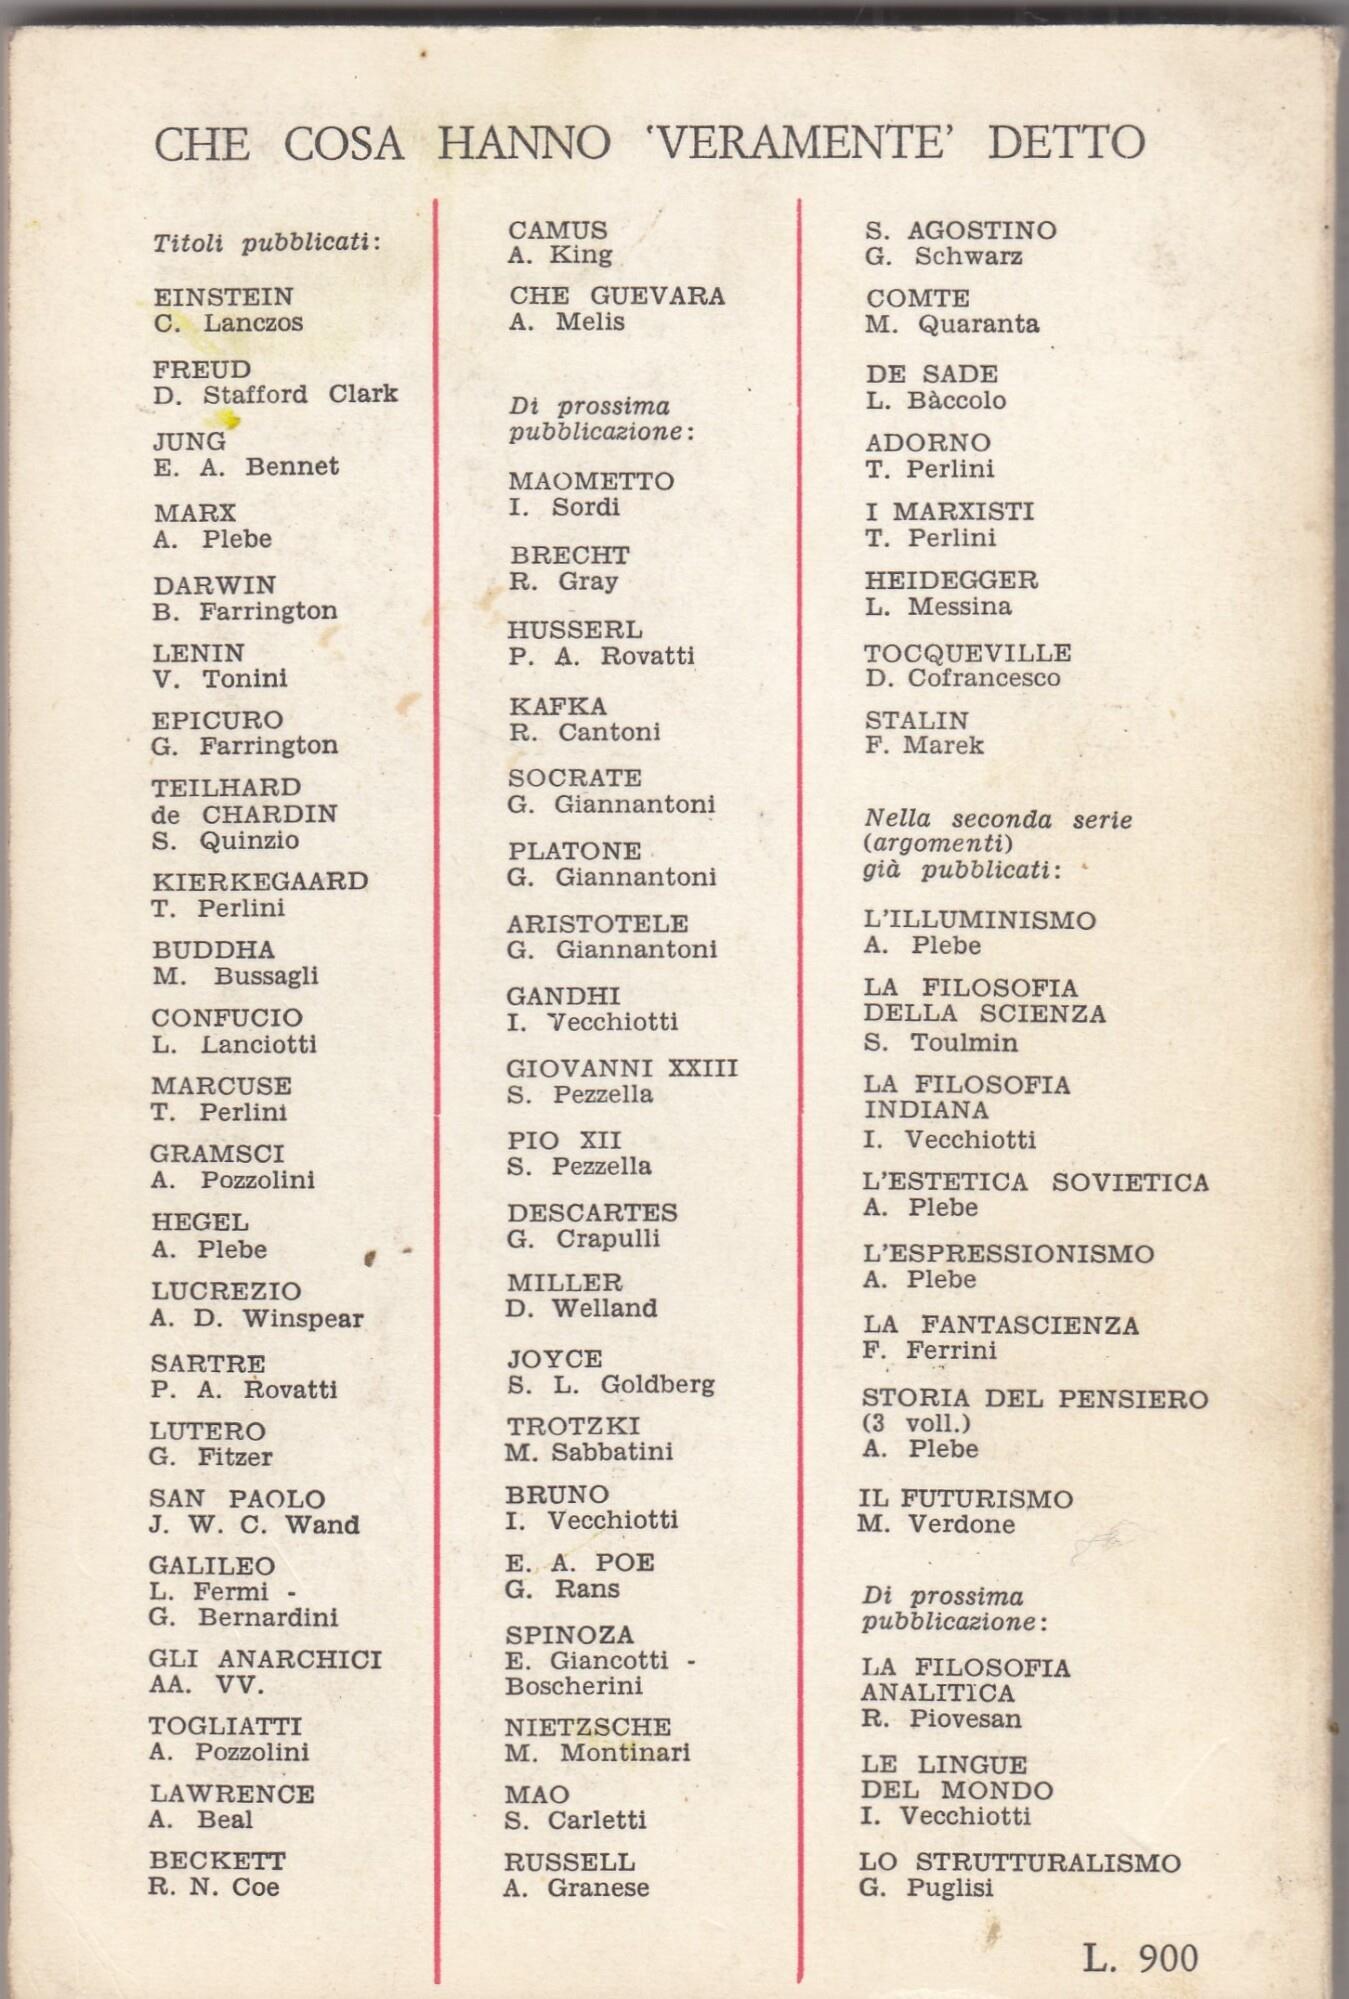 CHE COSA HANNO 'VERAMENTE' DETTO
Titoli pubblicati:
EINSTEIN
C. Lanczos
FREUD
D. Stafford Clark
JUNG
E. A. Bennet
MARX
A. Plebe
DARWIN
B. Farrington
LENIN
V. Tonini
EPICURO
G. Farrington
TEILHARD
de CHARDIN
S. Quinzio
KIERKEGAARD
T. Perlini
BUDDHA
M. Bussagli
CONFUCIO
L. Lanciotti
MARCUSE
T. Perlini
GRAMSCI
A. Pozzolini
HEGEL
A. Plebe
LUCREZIO
A. D. Winspear
SARTRE
P. A. Rovatti
LUTERO
G. Fitzer
SAN PAOLO
J. W. C. Wand
GALILEO
L. Fermi -
G. Bernardini
GLI ANARCHICI
AA. VV.
TOGLIATTI
A. Pozzolini
LAWRENCE
A. Beal
BECKETT
R. N. Coe
CAMUS
A. King
CHE GUEVARA
A. Melis
Di prossima
pubblicazione:
MAOMETTO
I. Sordi
BRECHT
R. Gray
HUSSERL
P. A. Rovatti
KAFKA
R. Cantoni
SOCRATE
G. Giannantoni
PLATONE
G. Giannantoni
ARISTOTELE
G. Giannantoni
GANDHI
I. Vecchiotti
GIOVANNI XXIII
S. Pezzella
PIO XII
S. Pezzella
DESCARTES
G. Crapulli
MILLER
D. Welland
JOYCE
S. L. Goldberg
TROTZKI
M. Sabbatini
BRUNO
I. Vecchiotti
E. A. POE
G. Rans
SPINOZA
E. Giancotti -
Boscherini
NIETZSCHE
M. Montinari
MAO
S. Carletti
RUSSELL
A. Granese
S. AGOSTINO
G. Schwarz
COMTE
M. Quaranta
DE SADE
L. Bàccolo
ADORNO
T. Perlini
I MARXISTI
T. Perlini
HEIDEGGER
L. Messina
TOCQUEVILLE
D. Cofrancesco
STALIN
F. Marek
Nella seconda serie
(argomenti)
già pubblicati:
L'ILLUMINISMO
A. Plebe
LA FILOSOFIA
DELLA SCIENZA
S. Toulmin
LA FILOSOFIA
INDIANA
I. Vecchiotti
L'ESTETICA SOVIETICA
A. Plebe
L'ESPRESSIONISMO
A. Plebe
LA FANTASCIENZA
F. Ferrini
STORIA DEL PENSIERO
(3 voll.)
A. Plebe
IL FUTURISMO
M. Verdone
Di prossima
pubblicazione:
LA FILOSOFIA
ANALITICA
R. Piovesan
LE LINGUE
DEL MONDO
I. Vecchiotti
LO STRUTTURALISMO
G. Puglisi
L. 900